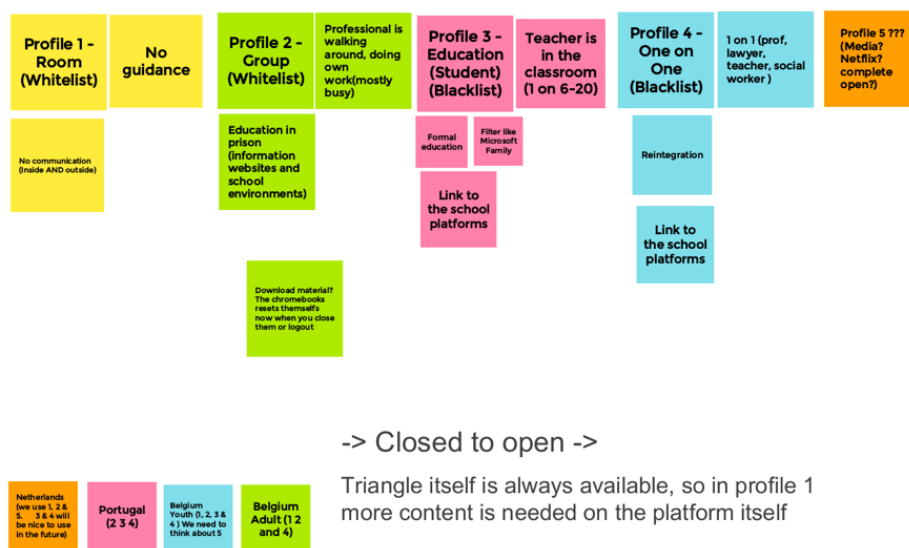 Profile 1 -
Room
(Whitelist)
No
guidance
Profile 2 -
Group
(Whitelist)
Professional is
walking
around, doing
own
work(mostly
busy)
Profile 3 -
Education
(Student)
(Blacklist)
Teacher is
in the
classroom
(1 on 6-20)
Profile 4 -
One on
One
(Blacklist)
1 on 1 (prof,
lawyer,
teacher, social
worker )
Profile 5 ???
(Media?
Netflix?
complete
open?)
No communication
(Inside AND outside)
Education in
prison
(information
websites and
school
environments)
Formal
education
Filter like
Microsoft
Family
Reintegration
Link to
the school
platforms
Link to
the school
platforms
Download material?
The chromebooks
resets themselfs
now when you close
them or logout
-> Closed to open ->
Triangle itself is always available, so in profile 1
more content is needed on the platform itself
Netherlands
(we use 1, 2 &
5. 3 & 4 will
be nice to use
in the future)
Portugal
(2 3 4)
Belgium
Youth (1, 2, 3 &
4 ) We need to
think about 5
Belgium
Adult (1 2
and 4)